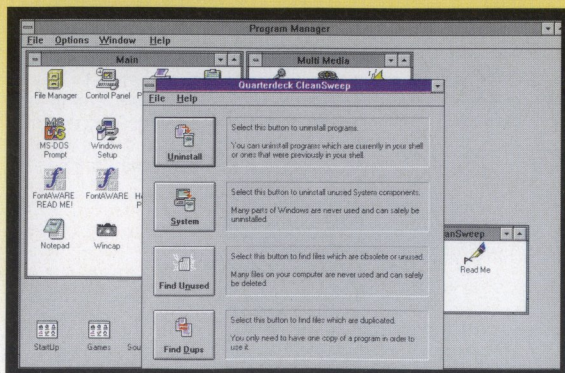 Program Manager
File Options Window Help
Main
Multi Media
File Manager
Control Panel
MS-DOS
Prompt
Windows
Setup
FontAWARE
READ ME!
FontAWARE
Notepad
Wincap
StartUp
Games
Quarterdeck CleanSweep
File Help
Uninstall
Select this button to uninstall programs.
You can uninstall programs which are currently in your shell
or ones that were previously in your shell.
System
Select this button to uninstall unused System components.
Many parts of Windows are never used and can safely be
uninstalled.
Find Unused
Select this button to find files which are obsolete or unused.
Many files on your computer are never used and can safely
be deleted.
Find Dups
Select this button to find files which are duplicated.
You only need to have one copy of a program in order to
use it.
Read Me